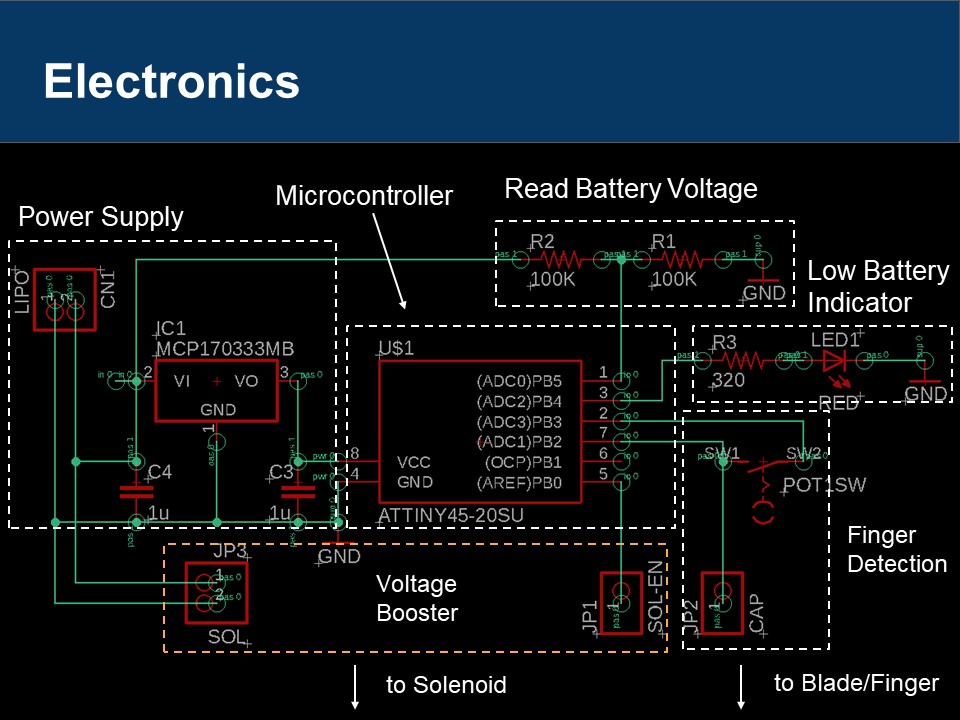 Electronics
Microcontroller
Read Battery Voltage
Power Supply
R2
R1
100K
100K
GND
Low Battery
Indicator
LIPO
CN1
1
2
IC1
MCP170333MB
2
VI
VO
3
GND
1
U$1
R3
320
LED1
RED
GND
(ADC0)PB5
1
(ADC2)PB4
3
(ADC3)PB3
2
(ADC1)PB2
7
(OCP)PB1
6
(AREF)PB0
5
8
VCC
4
GND
ATTINY45-20SU
SW1
SW2
POT1SW
C4
1u
C3
1u
GND
Finger
Detection
JP3
1
2
SOL
Voltage
Booster
JP1
1
SOL-EN
JP2
1
CAP
to Solenoid
to Blade/Finger